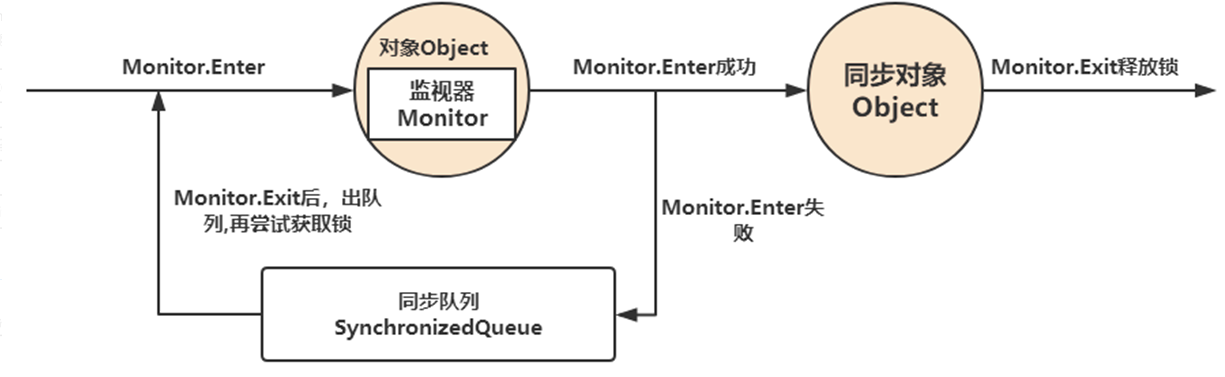 Monitor.Enter
对象Object
监视器
Monitor
Monitor.Enter成功
同步对象
Object
Monitor.Exit释放锁
Monitor.Exit后，出队
列,再尝试获取锁
Monitor.Enter失
败
同步队列
SynchronizedQueue